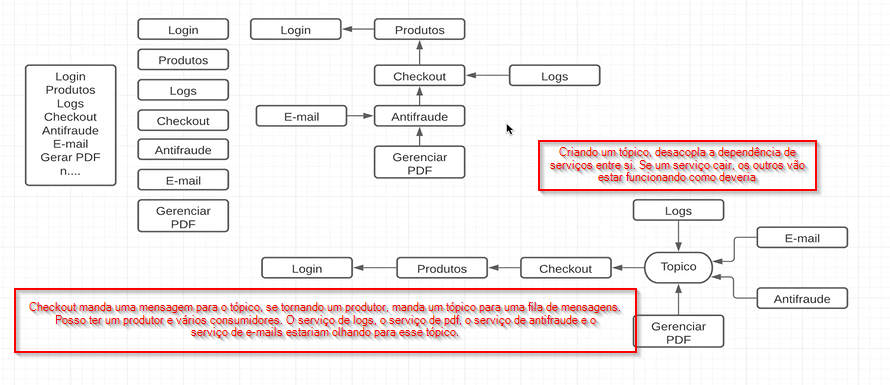 Login
Produtos
Logs
Checkout
Antifraude
E-mail
Gerar PDF
n....
Login
Produtos
Logs
Checkout
Antifraude
E-mail
Gerenciar
PDF
Login
Produtos
Checkout
Logs
E-mail
Antifraude
Gerenciar
PDF
Criando um tópico, desacopla a dependência de
serviços entre si. Se um serviço cair, os outros vão
estar funcionando como deveria
Logs
E-mail
Login
Produtos
Checkout
Topico
Antifraude
Gerenciar
PDF
Checkout manda uma mensagem para o tópico, se tornando um produtor, manda um tópico para uma fila de mensagens.
Posso ter um produtor e vários consumidores. O serviço de logs, o serviço de pdf, o serviço de antifraude e o
serviço de e-mails estariam olhando para esse tópico.